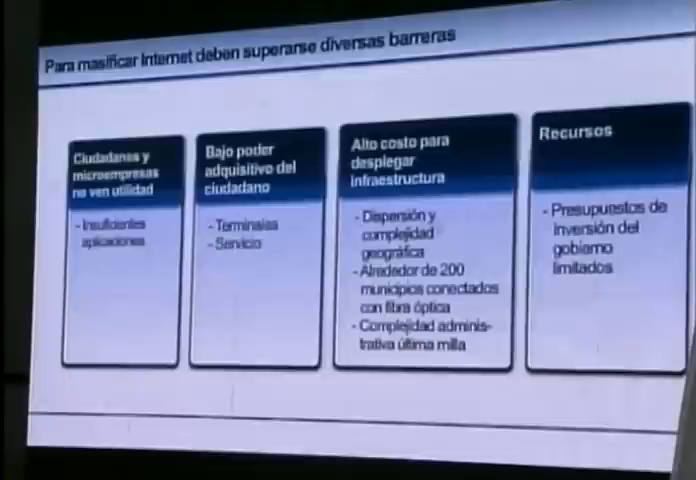 Para masificar Internet deben superarse diversas barreras
Ciudadanos y
microempresas
no ven utilidad
- Insuficientes
aplicaciones
Bajo poder
adquisitivo del
ciudadano
- Terminales
- Servicio
Alto costo para
desplegar
infraestructura
- Dispersión y
complejidad
geográfica
- Alrededor de 200
municipios conectados
con fibra óptica
- Complejidad adminis-
trativa última milla
Recursos
- Presupuestos de
inversión del
gobierno
limitados